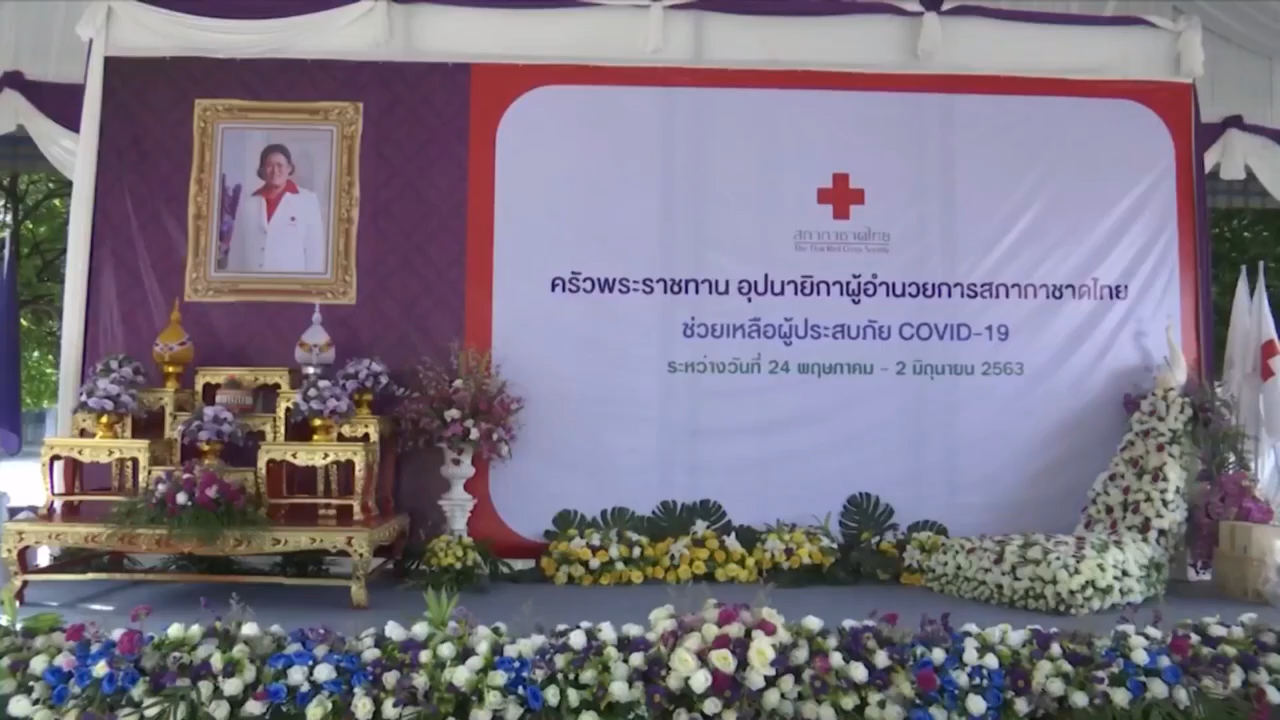 สภากาชาดไทย
The Thai Red Cross Society
ครัวพระราชทาน อุปนายิกาผู้อำนวยการสภากาชาดไทย
ช่วยเหลือผู้ประสบภัย COVID-19
ระหว่างวันที่ 24 พฤษภาคม - 2 มิถุนายน 2563